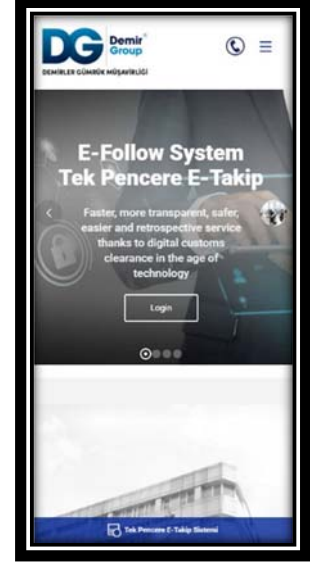 DG Demir
Group
DEMİRLER GÜMRÜK MÜŞAVİRLİĞİ
E-Follow System
Tek Pencere E-Takip
Faster, more transparent, safer,
easier and retrospective service
thanks to digital customs
clearance in the age of
technology
Login
Tek Pencere E-Takip Sistemi